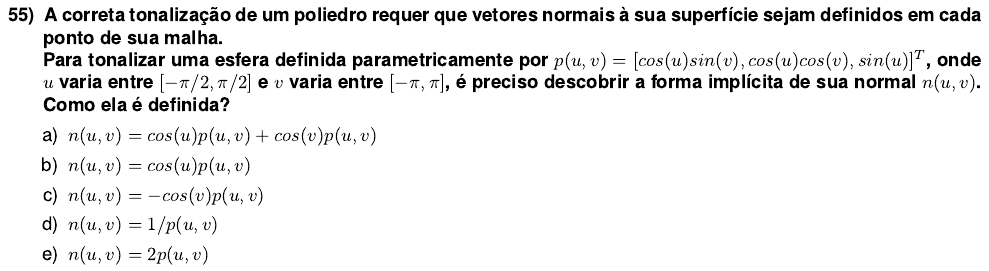 55) A correta tonalização de um poliedro requer que vetores normais à sua superfície sejam definidos em cada
ponto de sua malha.
Para tonalizar uma esfera definida parametricamente por p(u, v) = [cos(u)sin(v), cos(u)cos(v), sin(u)]^T, onde
u varia entre [−π/2, π/2] e v varia entre [−π, π], é preciso descobrir a forma implícita de sua normal n(u, v).
Como ela é definida?
a) n(u, v) = cos(u)p(u, v) + cos(v)p(u, v)
b) n(u, v) = cos(u)p(u, v)
c) n(u, v) = −cos(v)p(u, v)
d) n(u, v) = 1/p(u, v)
e) n(u, v) = 2p(u, v)